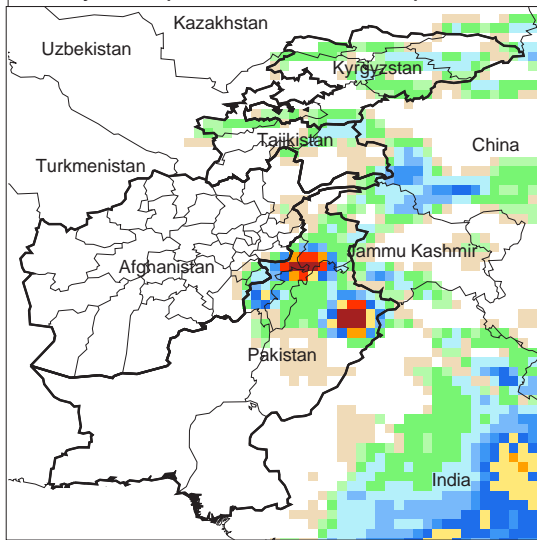 Kazakhstan
Uzbekistan
Kyrgyzstan
Tajikistan
China
Turkmenistan
Jammu Kashmir
Afghanistan
Pakistan
India